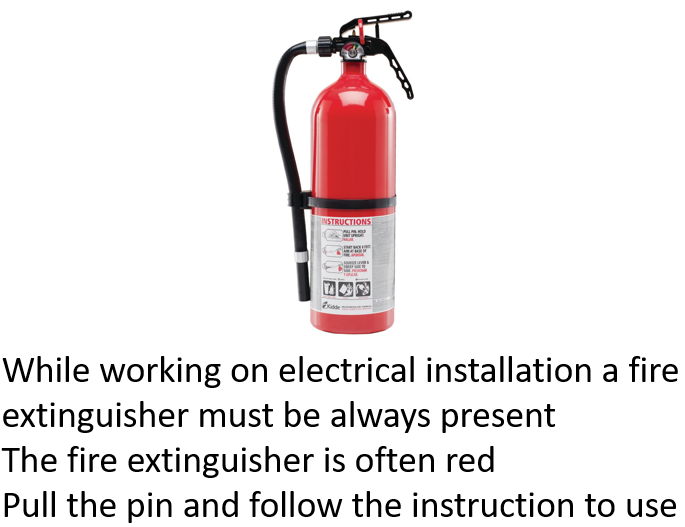 INSTRUCTIONS
PULL PIN, HOLD
UNIT UPRIGHT
START BACK 8 FEET
AIM AT BASE OF
FIRE.
SQUEEZE LEVER &
SWEEP SIDE TO
SIDE.
Kidde
While working on electrical installation a fire
extinguisher must be always present
The fire extinguisher is often red
Pull the pin and follow the instruction to use